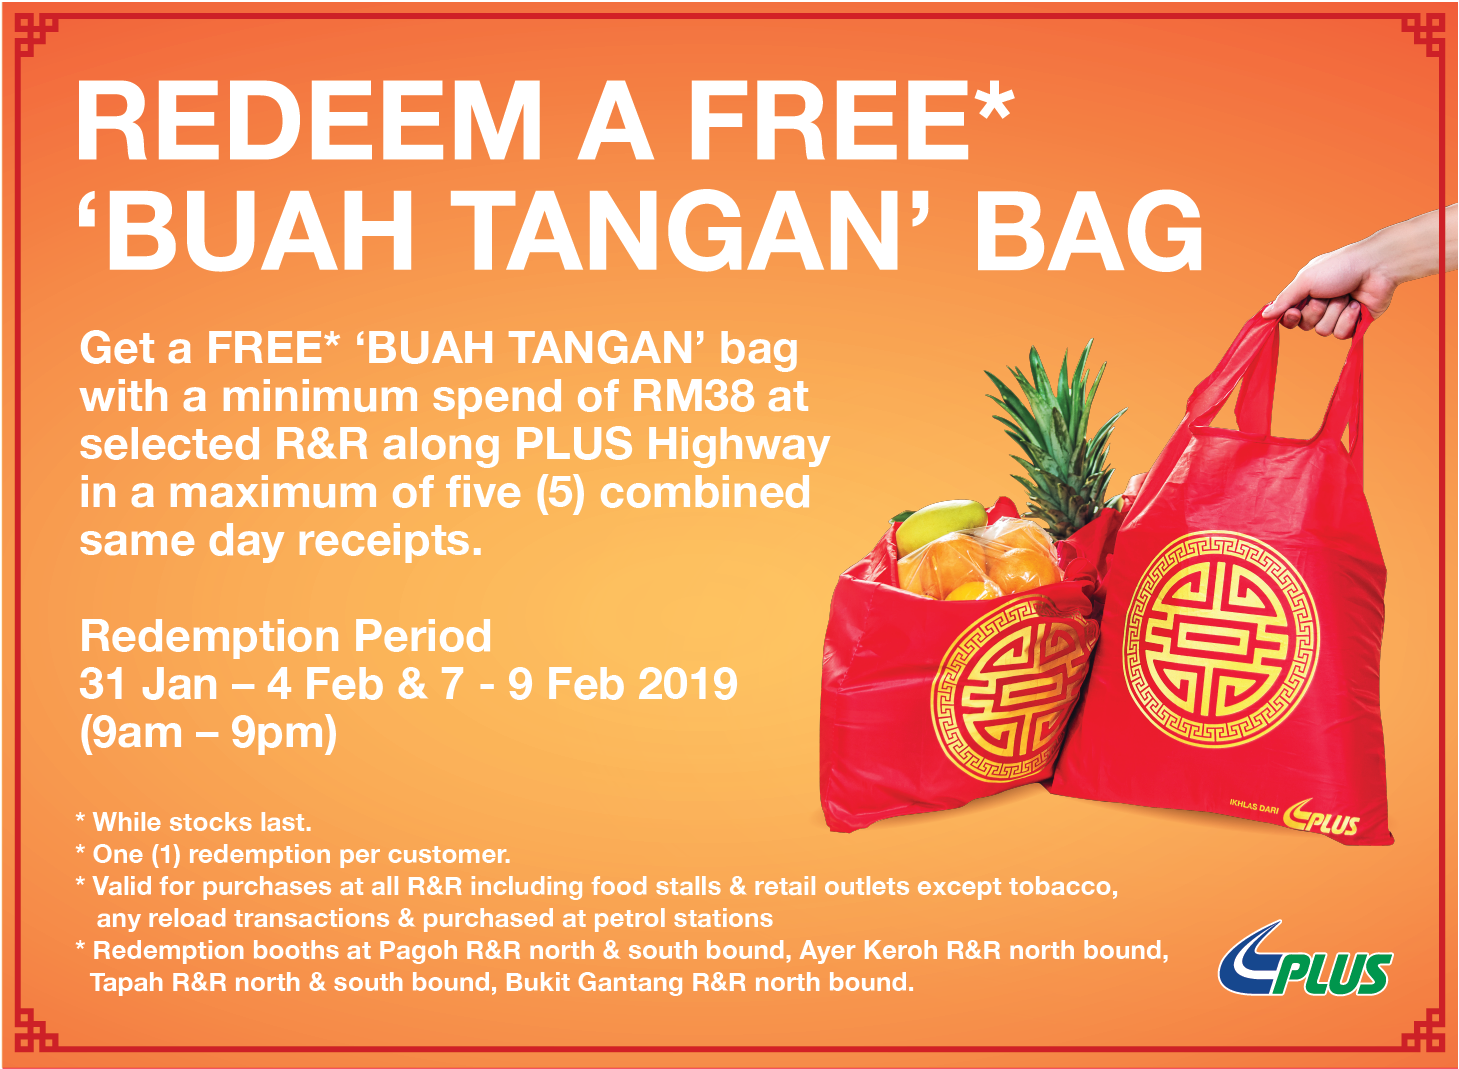 REDEEM A FREE*
‘BUAH TANGAN’ BAG
Get a FREE* ‘BUAH TANGAN’ bag
with a minimum spend of RM38 at
selected R&R along PLUS Highway
in a maximum of five (5) combined
same day receipts.
Redemption Period
31 Jan – 4 Feb & 7 - 9 Feb 2019
(9am – 9pm)
* While stocks last.
* One (1) redemption per customer.
* Valid for purchases at all R&R including food stalls & retail outlets except tobacco,
any reload transactions & purchased at petrol stations
* Redemption booths at Pagoh R&R north & south bound, Ayer Keroh R&R north bound,
Tapah R&R north & south bound, Bukit Gantang R&R north bound.
IKHLAS DARI PLUS
PLUS